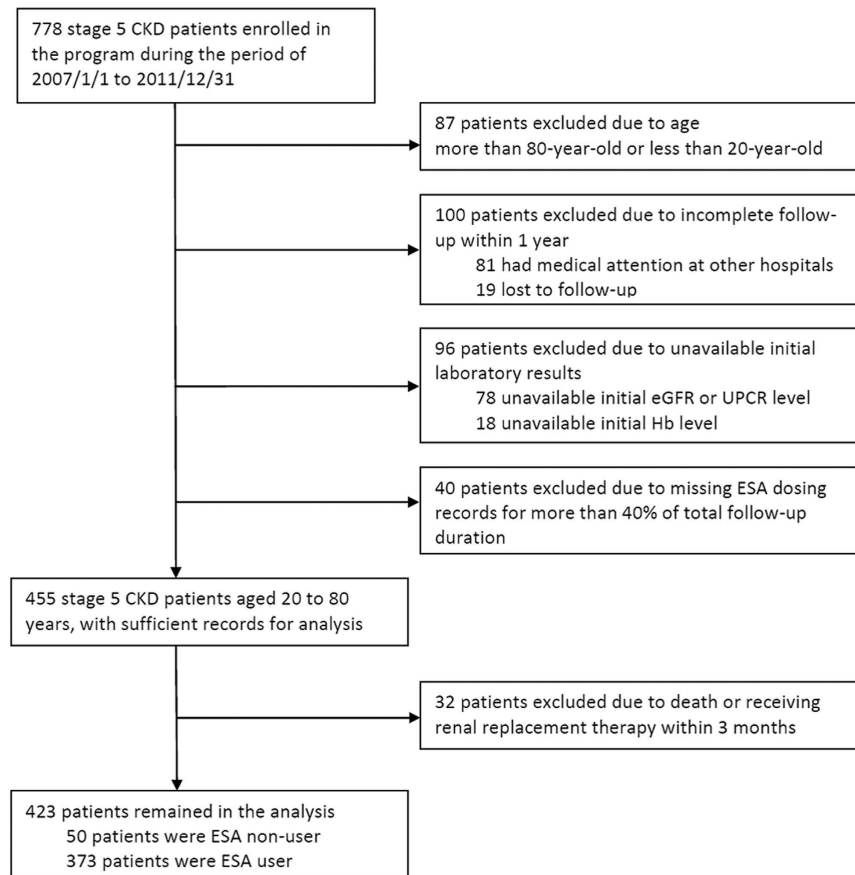 778 stage 5 CKD patients enrolled in
the program during the period of
2007/1/1 to 2011/12/31
87 patients excluded due to age
more than 80-year-old or less than 20-year-old
100 patients excluded due to incomplete follow-
up within 1 year
81 had medical attention at other hospitals
19 lost to follow-up
96 patients excluded due to unavailable initial
laboratory results
78 unavailable initial eGFR or UPCR level
18 unavailable initial Hb level
40 patients excluded due to missing ESA dosing
records for more than 40% of total follow-up
duration
455 stage 5 CKD patients aged 20 to 80
years, with sufficient records for analysis
32 patients excluded due to death or receiving
renal replacement therapy within 3 months
423 patients remained in the analysis
50 patients were ESA non-user
373 patients were ESA user